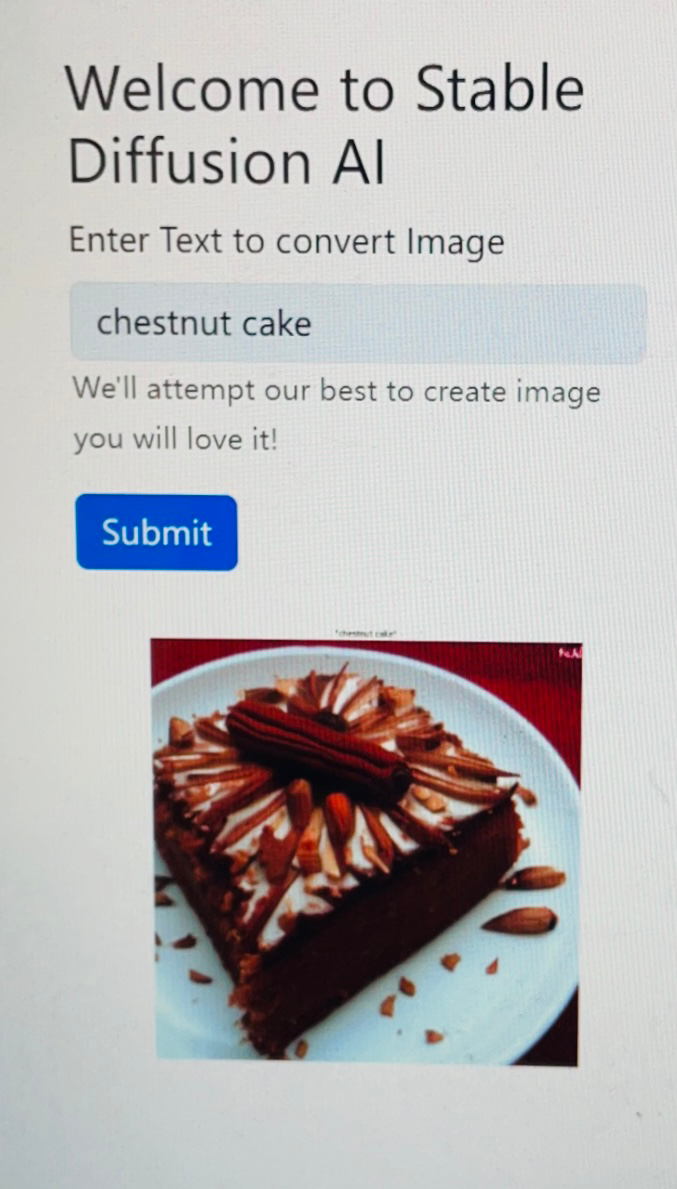 Welcome to Stable
Diffusion AI
Enter Text to convert Image
chestnut cake
We'll attempt our best to create image
you will love it!
Submit
"chestnut cake"